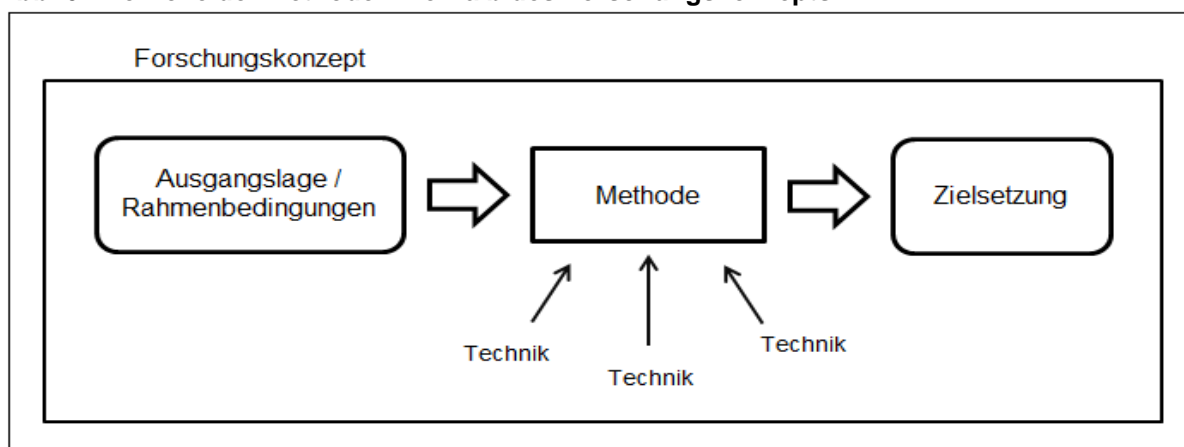 Forschungskonzept
Ausgangslage /
Rahmenbedingungen
Methode
Zielsetzung
Technik
Technik
Technik